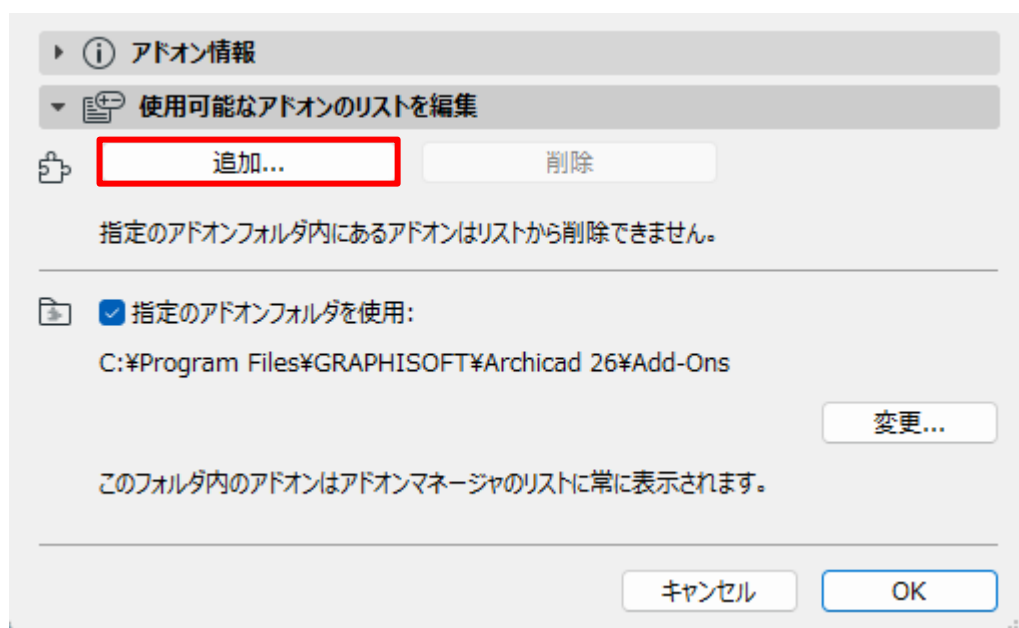 アドオン情報
使用可能なアドオンのリストを編集
追加... 削除
指定のアドオンフォルダ内にあるアドオンはリストから削除できません。
指定のアドオンフォルダを使用:
C:¥Program Files¥GRAPHISOFT¥Archicad 26¥Add-Ons
変更...
このフォルダ内のアドオンはアドオンマネージャのリストに常に表示されます。
キャンセル OK